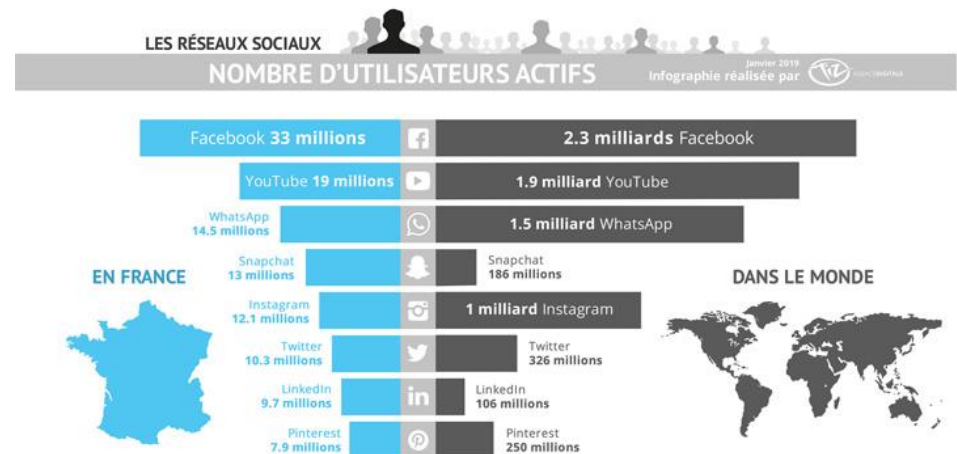 LES RÉSEAUX SOCIAUX
NOMBRE D'UTILISATEURS ACTIFS
Janvier 2019
Infographie réalisée par
Facebook 33 millions
2.3 milliards Facebook
YouTube 19 millions
1.9 milliard YouTube
WhatsApp
14.5 millions
1.5 milliard WhatsApp
Snapchat
13 millions
Snapchat
186 millions
EN FRANCE
DANS LE MONDE
Instagram
12.1 millions
1 milliard Instagram
Twitter
10.3 millions
Twitter
326 millions
LinkedIn
9.7 millions
in
LinkedIn
106 millions
Pinterest
7.9 millions
Pinterest
250 millions